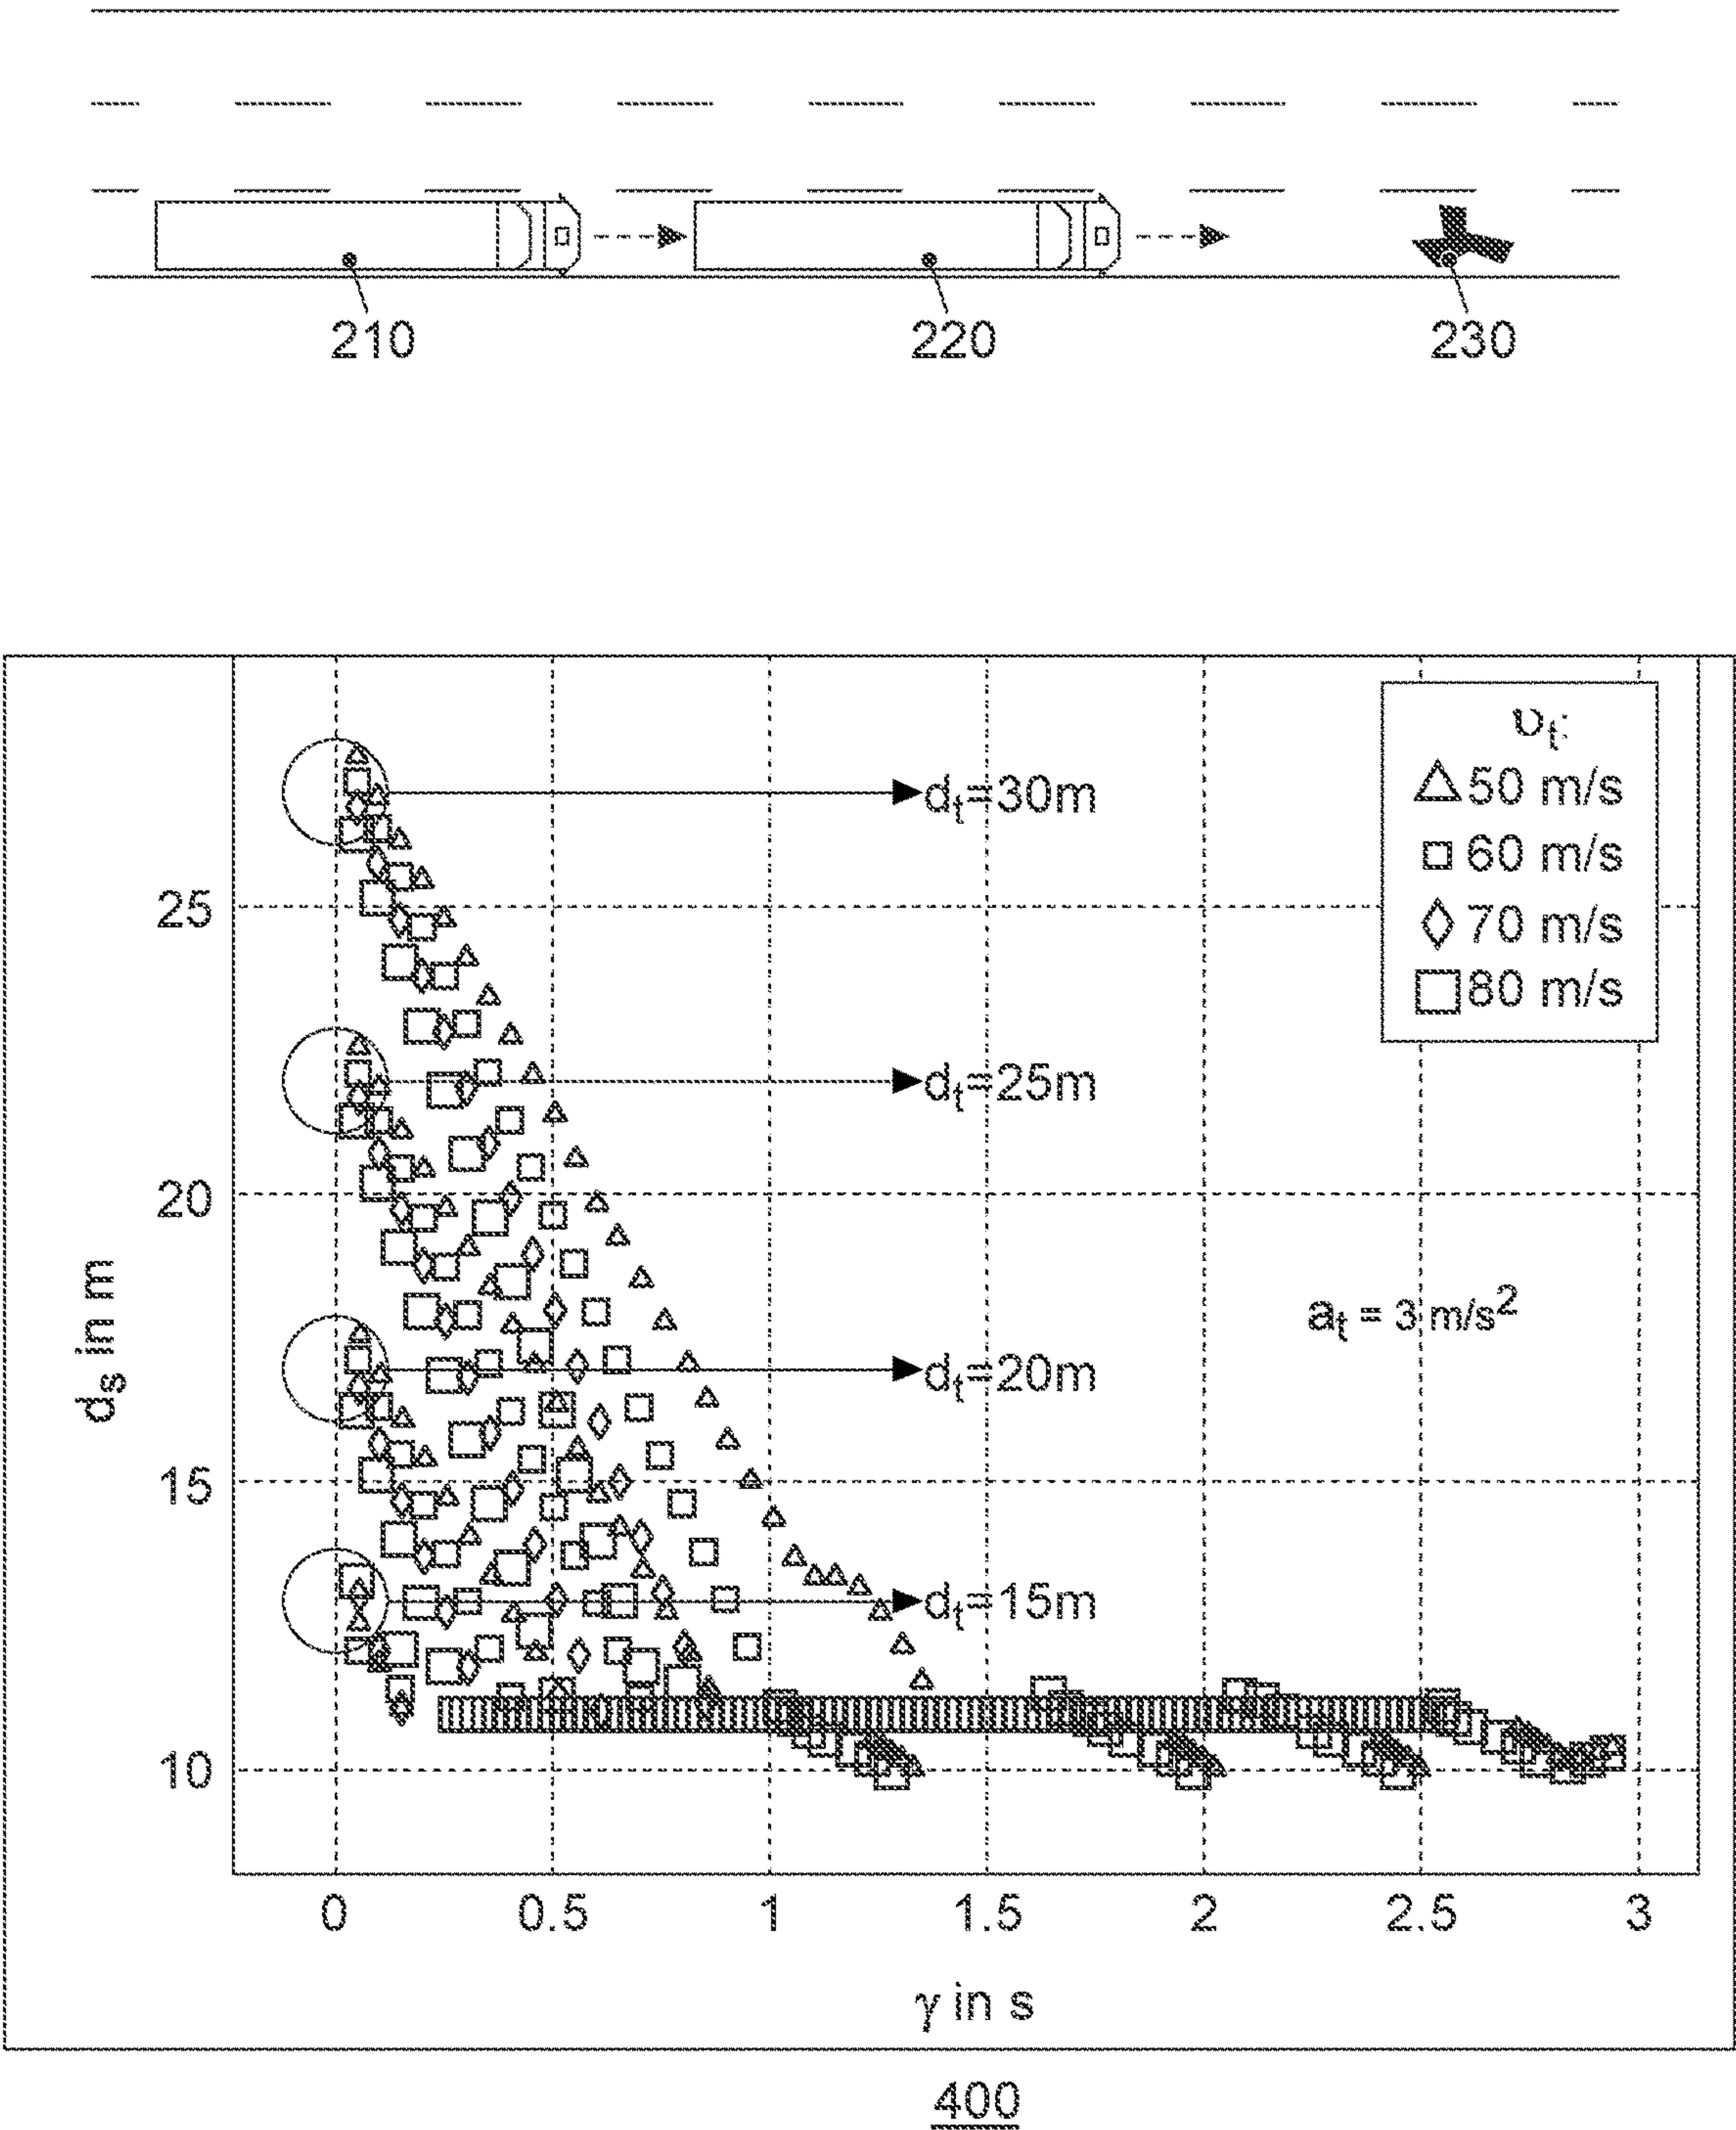 210 220 230
υt:
50 m/s
60 m/s
70 m/s
80 m/s
dt=30m
25
dt=25m
20
at = 3 m/s²
ds in m
dt=20m
15
dt=15m
10
0 0.5 1 1.5 2 2.5 3
γ in s
400